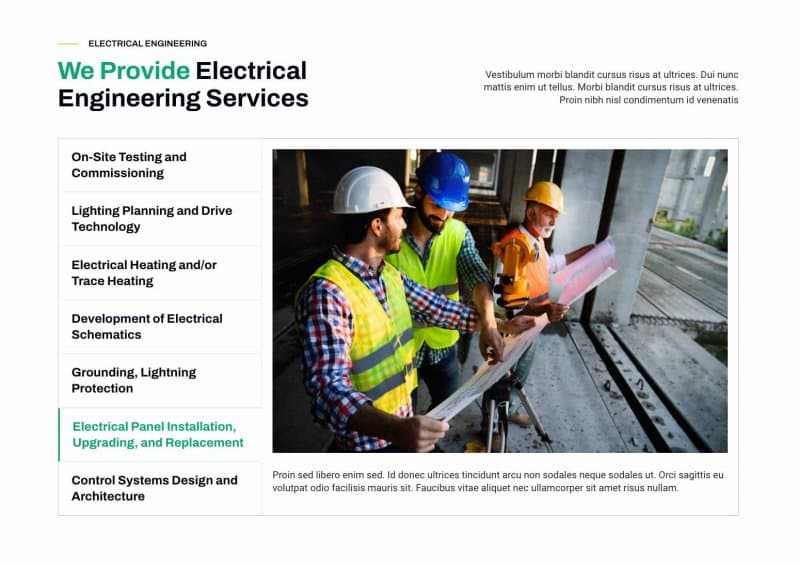 ELECTRICAL ENGINEERING
We Provide Electrical
Engineering Services
Vestibulum morbi blandit cursus risus at ultrices. Dui nunc
mattis enim ut tellus. Morbi blandit cursus risus at ultrices.
Proin nibh nisl condimentum id venenatis
On-Site Testing and
Commissioning
Lighting Planning and Drive
Technology
Electrical Heating and/or
Trace Heating
Development of Electrical
Schematics
Grounding, Lightning
Protection
Electrical Panel Installation,
Upgrading, and Replacement
Control Systems Design and
Architecture
Proin sed libero enim sed. Id donec ultrices tincidunt arcu non sodales neque sodales ut. Orci sagittis eu
volutpat odio facilisis mauris sit. Faucibus vitae aliquet nec ullamcorper sit amet risus nullam.